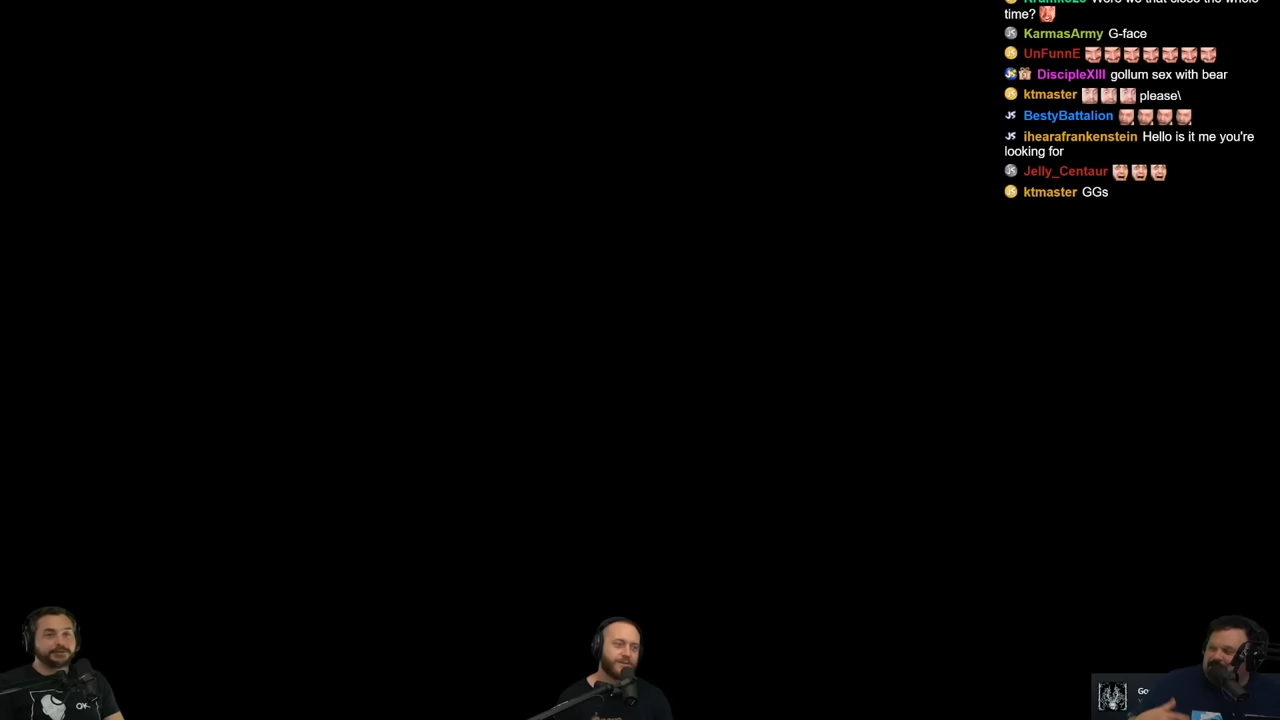 time?
KarmasArmy G-face
UnFunnE
DiscipleXIII gollum sex with bear
ktmaster please\
BestyBattalion
ihearafrankenstein Hello is it me you're
looking for
Jelly_Centaur
ktmaster GGs
OK